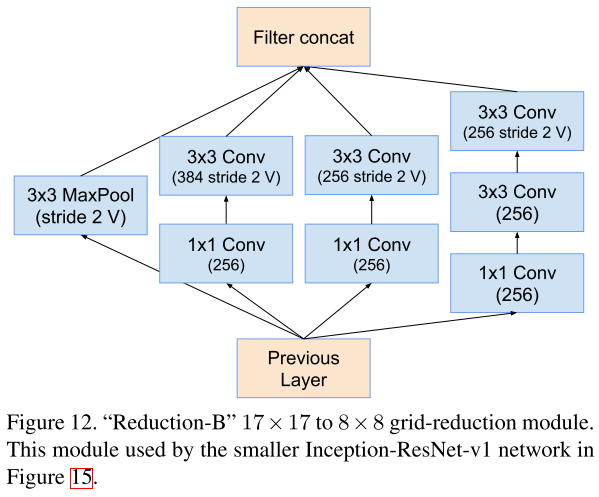 Filter concat
3x3 MaxPool
(stride 2 V)
3x3 Conv
(384 stride 2 V)
1x1 Conv
(256)
3x3 Conv
(256 stride 2 V)
1x1 Conv
(256)
3x3 Conv
(256 stride 2 V)
3x3 Conv
(256)
1x1 Conv
(256)
Previous
Layer
Figure 12. “Reduction-B” 17 × 17 to 8 × 8 grid-reduction module.
This module used by the smaller Inception-ResNet-v1 network in
Figure 15.